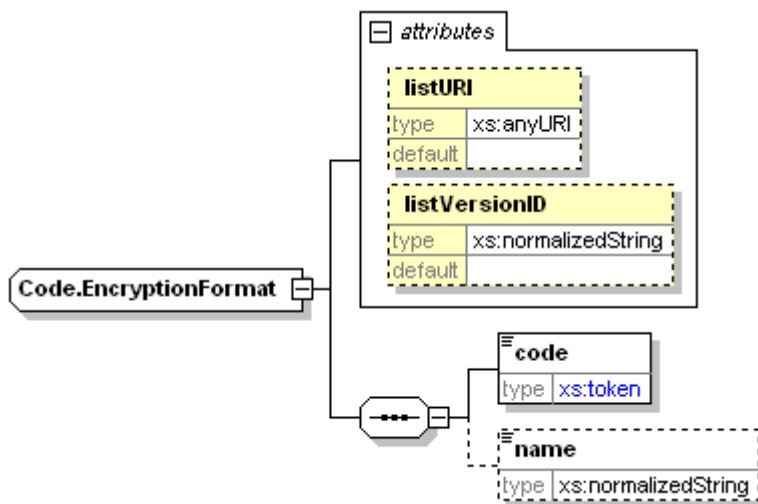 attributes
listURI
type xs:anyURI
default
listVersionID
type xs:normalizedString
default
Code.EncryptionFormat
code
type xs:token
name
type xs:normalizedString